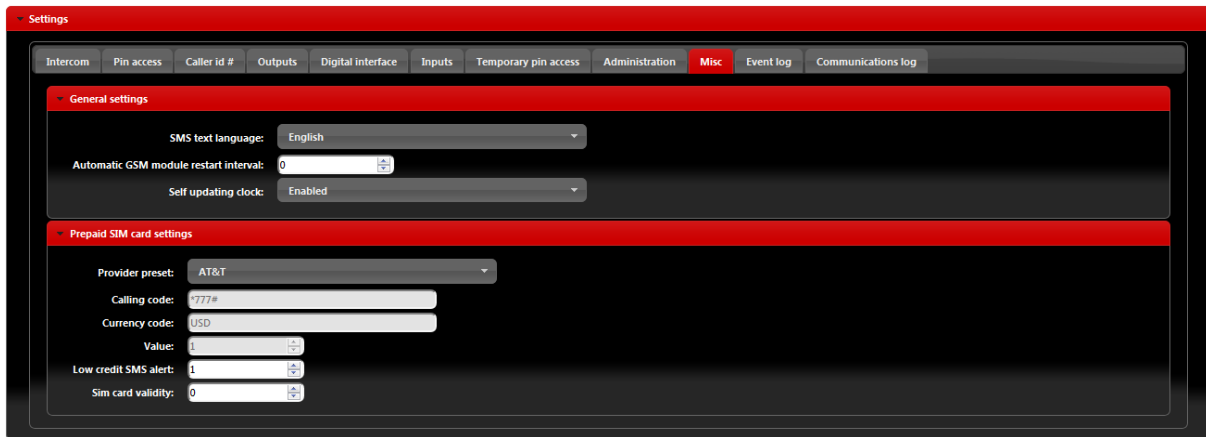 Settings
Intercom Pin access Caller id # Outputs Digital interface Inputs Temporary pin access Administration Misc Event log Communications log
General settings
SMS text language: English
Automatic GSM module restart interval: 0
Self updating clock: Enabled
Prepaid SIM card settings
Provider preset: AT&T
Calling code: *777#
Currency code: USD
Value: 1
Low credit SMS alert: 1
Sim card validity: 0